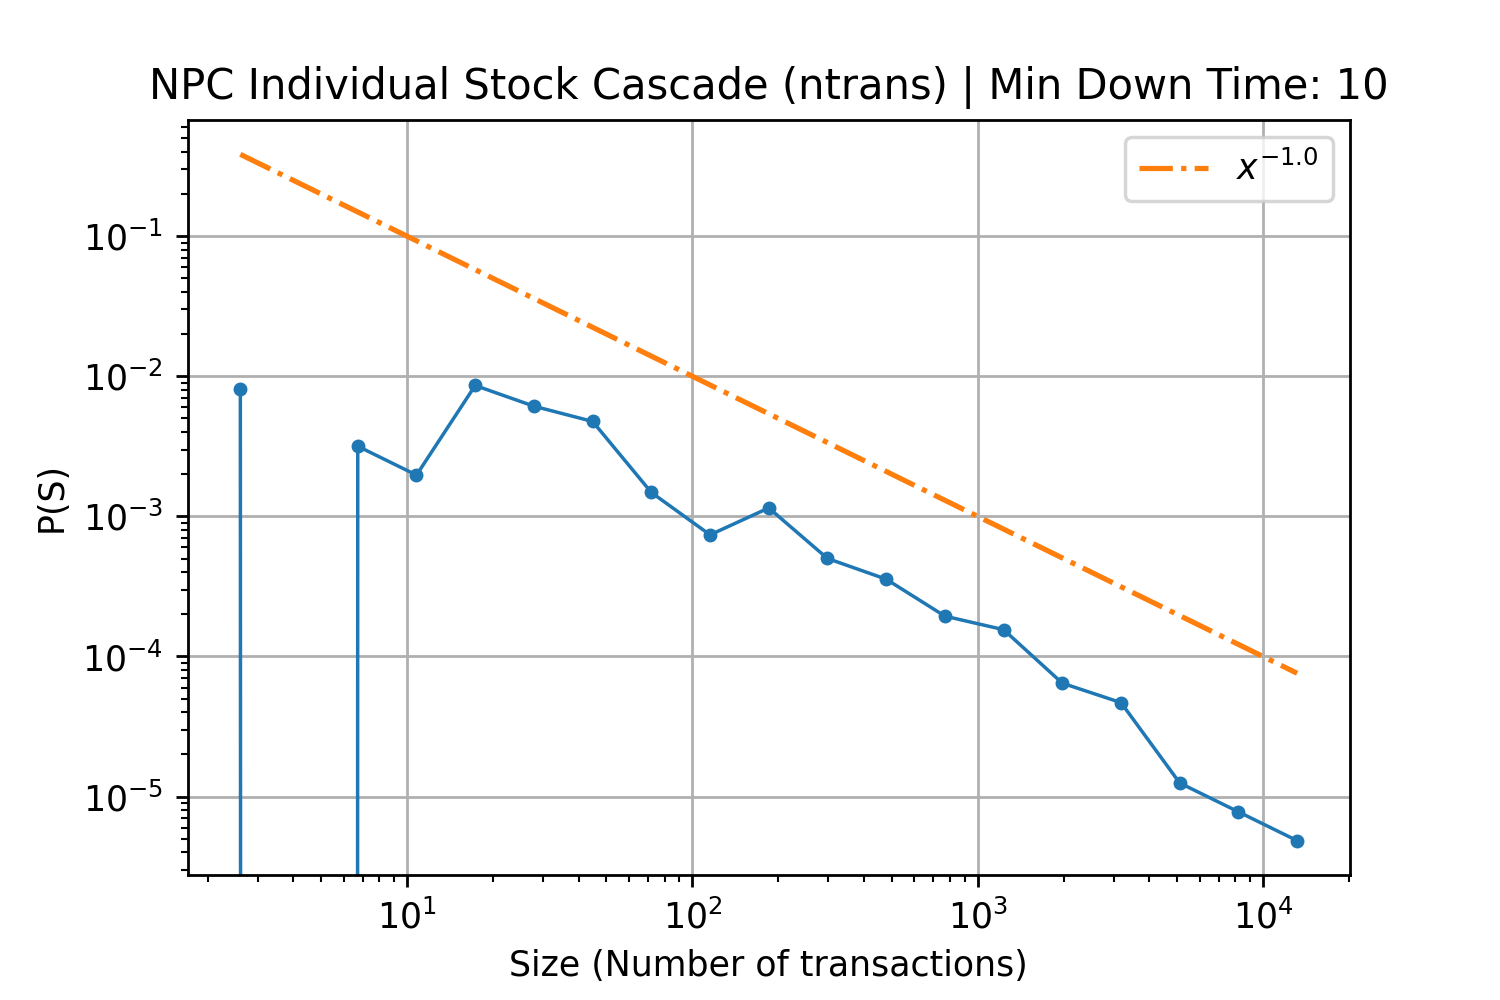 NPC Individual Stock Cascade (ntrans) | Min Down Time: 10
x^{-1.0}
10^{-1}
10^{-2}
10^{-3}
10^{-4}
10^{-5}
P(S)
10^1 10^2 10^3 10^4
Size (Number of transactions)